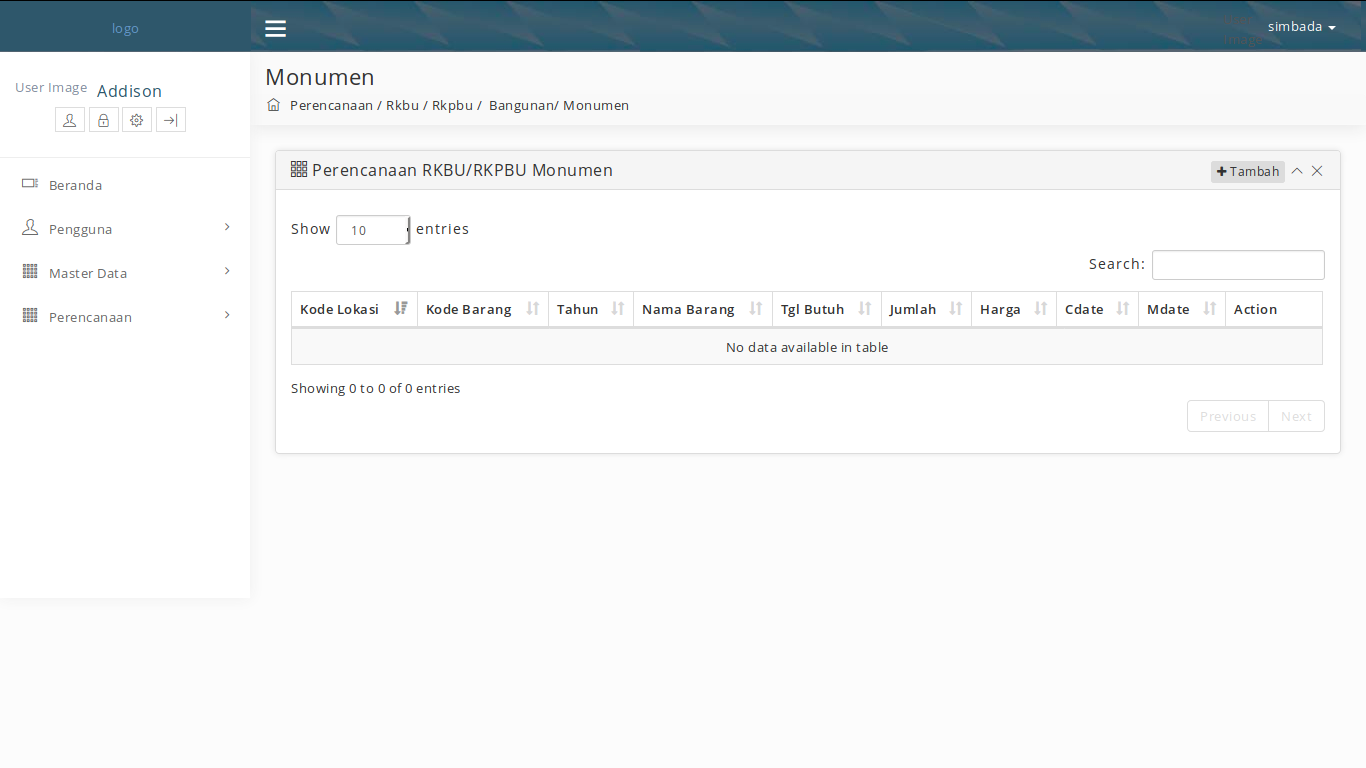 logo
simbada
User Image
Addison
Beranda
Pengguna
Master Data
Perencanaan
Monumen
Perencanaan / Rkbu / Rkpbu / Bangunan/ Monumen
Perencanaan RKBU/RKPBU Monumen
Tambah
Show 10 entries
Search:
Kode Lokasi Kode Barang Tahun Nama Barang Tgl Butuh Jumlah Harga Cdate Mdate Action
No data available in table
Showing 0 to 0 of 0 entries
Previous Next